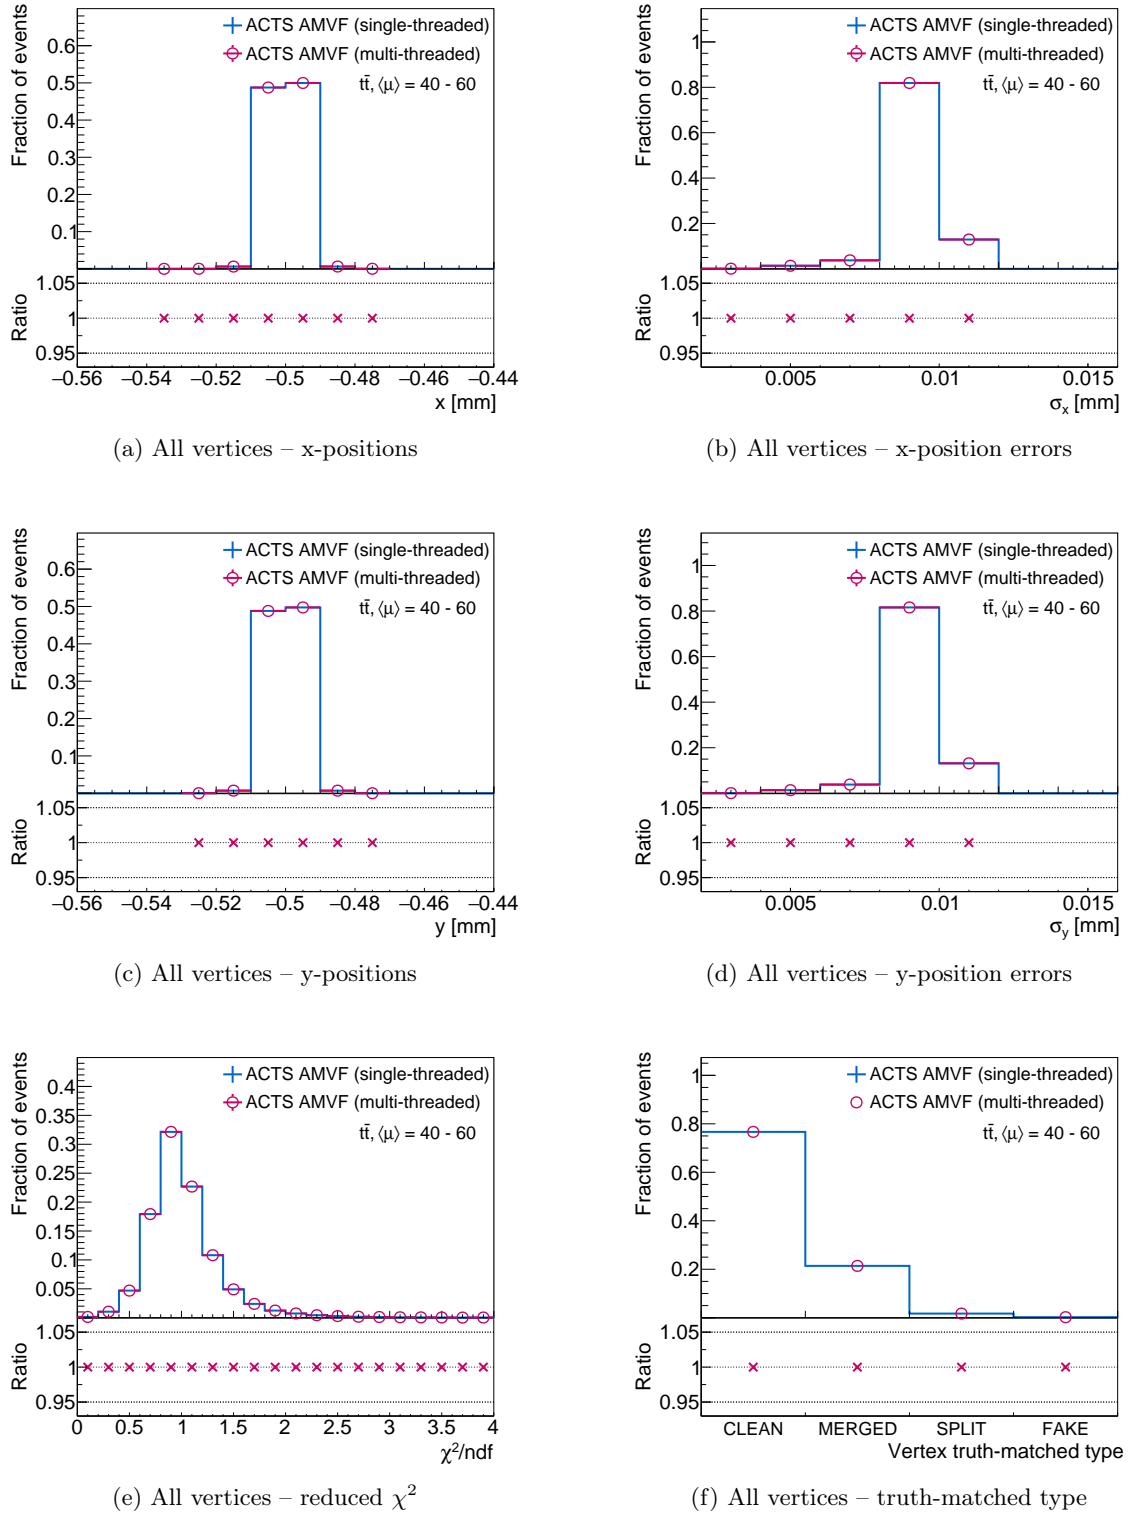 Fraction of events
ACTS AMVF (single-threaded)
ACTS AMVF (multi-threaded)
tt̄, ⟨μ⟩ = 40 - 60
0.6
0.5
0.4
0.3
0.2
0.1
Ratio
1.05
1
0.95
−0.56 −0.54 −0.52 −0.5 −0.48 −0.46 −0.44
x [mm]
(a) All vertices – x-positions
Fraction of events
ACTS AMVF (single-threaded)
ACTS AMVF (multi-threaded)
tt̄, ⟨μ⟩ = 40 - 60
1
0.8
0.6
0.4
0.2
Ratio
1.05
1
0.95
0.005 0.01 0.015
σx [mm]
(b) All vertices – x-position errors
Fraction of events
ACTS AMVF (single-threaded)
ACTS AMVF (multi-threaded)
tt̄, ⟨μ⟩ = 40 - 60
0.6
0.5
0.4
0.3
0.2
0.1
Ratio
1.05
1
0.95
−0.56 −0.54 −0.52 −0.5 −0.48 −0.46 −0.44
y [mm]
(c) All vertices – y-positions
Fraction of events
ACTS AMVF (single-threaded)
ACTS AMVF (multi-threaded)
tt̄, ⟨μ⟩ = 40 - 60
1
0.8
0.6
0.4
0.2
Ratio
1.05
1
0.95
0.005 0.01 0.015
σy [mm]
(d) All vertices – y-position errors
Fraction of events
ACTS AMVF (single-threaded)
ACTS AMVF (multi-threaded)
tt̄, ⟨μ⟩ = 40 - 60
0.4
0.35
0.3
0.25
0.2
0.15
0.1
0.05
Ratio
1.05
1
0.95
0 0.5 1 1.5 2 2.5 3 3.5 4
χ²/ndf
(e) All vertices – reduced χ²
Fraction of events
ACTS AMVF (single-threaded)
ACTS AMVF (multi-threaded)
tt̄, ⟨μ⟩ = 40 - 60
1
0.8
0.6
0.4
0.2
Ratio
1.05
1
0.95
CLEAN MERGED SPLIT FAKE
Vertex truth-matched type
(f) All vertices – truth-matched type